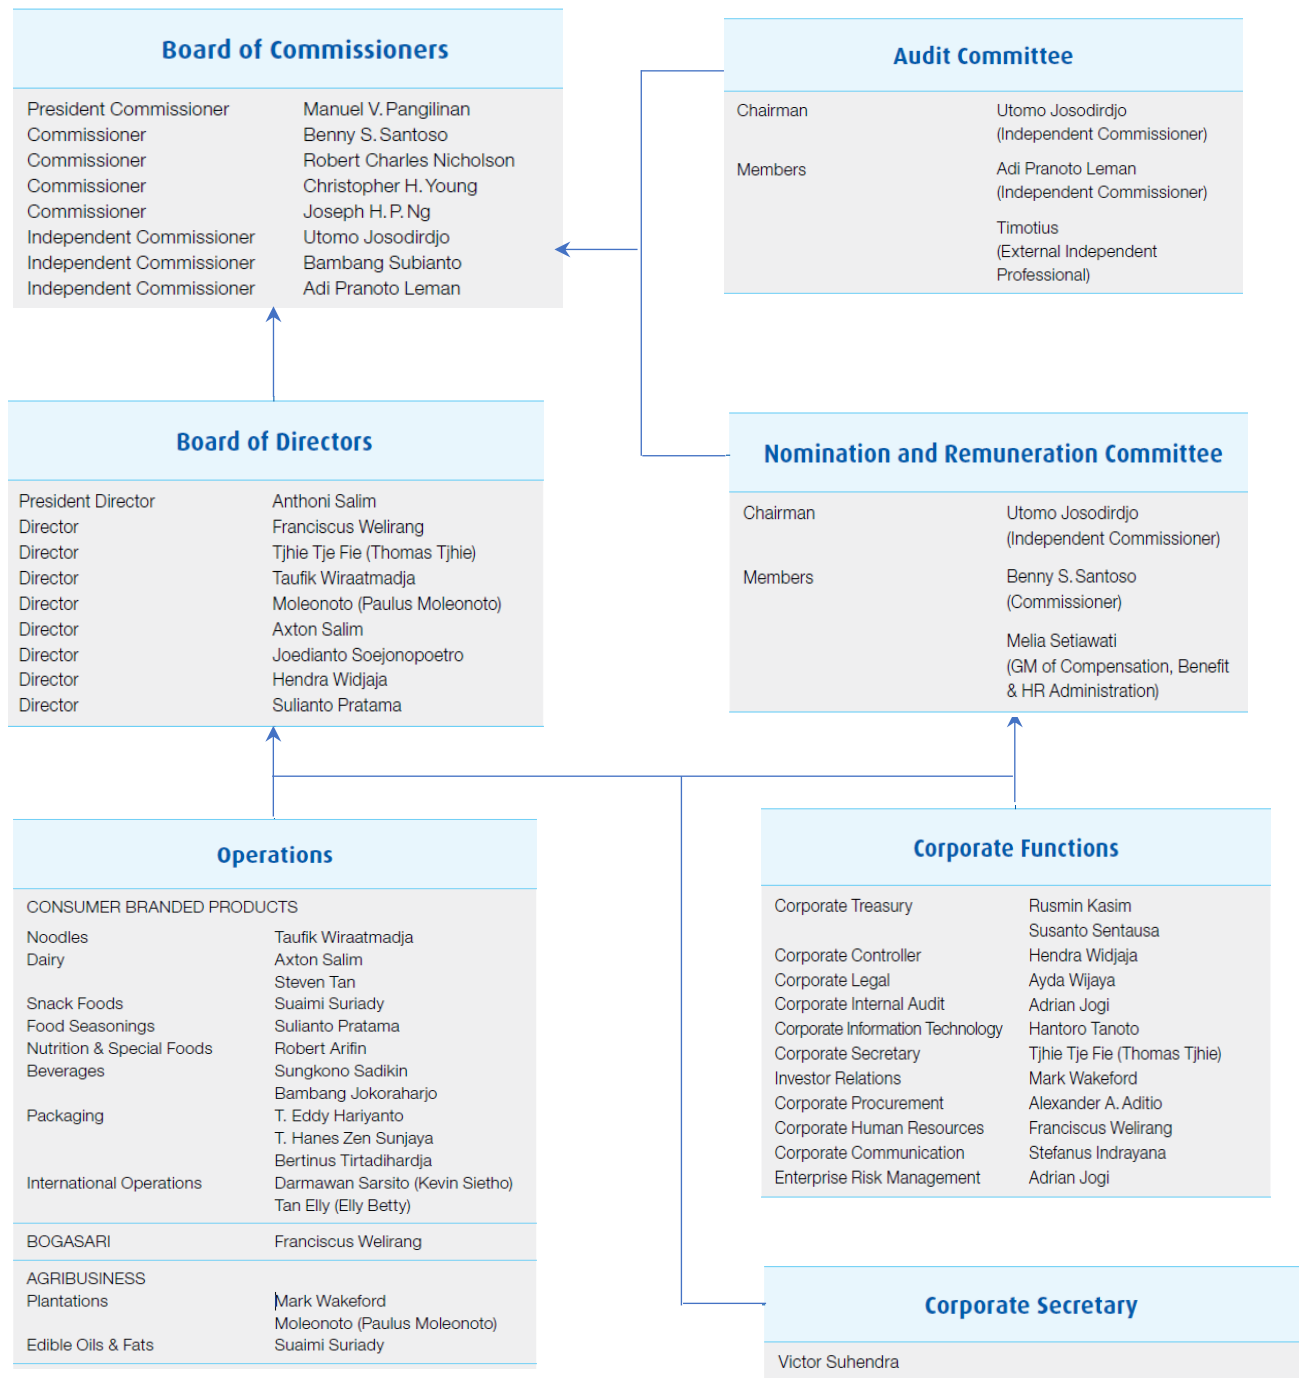 Board of Commissioners
President Commissioner Manuel V. Pangilinan
Commissioner Benny S. Santoso
Commissioner Robert Charles Nicholson
Commissioner Christopher H. Young
Commissioner Joseph H. P. Ng
Independent Commissioner Utomo Josodirdjo
Independent Commissioner Bambang Subianto
Independent Commissioner Adi Pranoto Leman
Audit Committee
Chairman Utomo Josodirdjo
(Independent Commissioner)
Members Adi Pranoto Leman
(Independent Commissioner)
Timotius
(External Independent
Professional)
Board of Directors
President Director Anthoni Salim
Director Franciscus Welirang
Director Tjhie Tje Fie (Thomas Tjhie)
Director Taufik Wiraatmadja
Director Moleonoto (Paulus Moleonoto)
Director Axton Salim
Director Joedianto Soejonopoetro
Director Hendra Widjaja
Director Sulianto Pratama
Nomination and Remuneration Committee
Chairman Utomo Josodirdjo
(Independent Commissioner)
Members Benny S. Santoso
(Commissioner)
Melia Setiawati
(GM of Compensation, Benefit
& HR Administration)
Operations
CONSUMER BRANDED PRODUCTS
Noodles Taufik Wiraatmadja
Dairy Axton Salim
Steven Tan
Snack Foods Suaimi Suriady
Food Seasonings Sulianto Pratama
Nutrition & Special Foods Robert Arifin
Beverages Sungkono Sadikin
Bambang Jokoraharjo
Packaging T. Eddy Hariyanto
T. Hanes Zen Sunjaya
Bertinus Tirtadihardja
International Operations Darmawan Sarsito (Kevin Sietho)
Tan Elly (Elly Betty)
BOGASARI Franciscus Welirang
AGRIBUSINESS
Plantations Mark Wakeford
Moleonoto (Paulus Moleonoto)
Edible Oils & Fats Suaimi Suriady
Corporate Functions
Corporate Treasury Rusmin Kasim
Susanto Sentausa
Corporate Controller Hendra Widjaja
Corporate Legal Ayda Wijaya
Corporate Internal Audit Adrian Jogi
Corporate Information Technology Hantoro Tanoto
Corporate Secretary Tjhie Tje Fie (Thomas Tjhie)
Investor Relations Mark Wakeford
Corporate Procurement Alexander A. Aditio
Corporate Human Resources Franciscus Welirang
Corporate Communication Stefanus Indrayana
Enterprise Risk Management Adrian Jogi
Corporate Secretary
Victor Suhendra